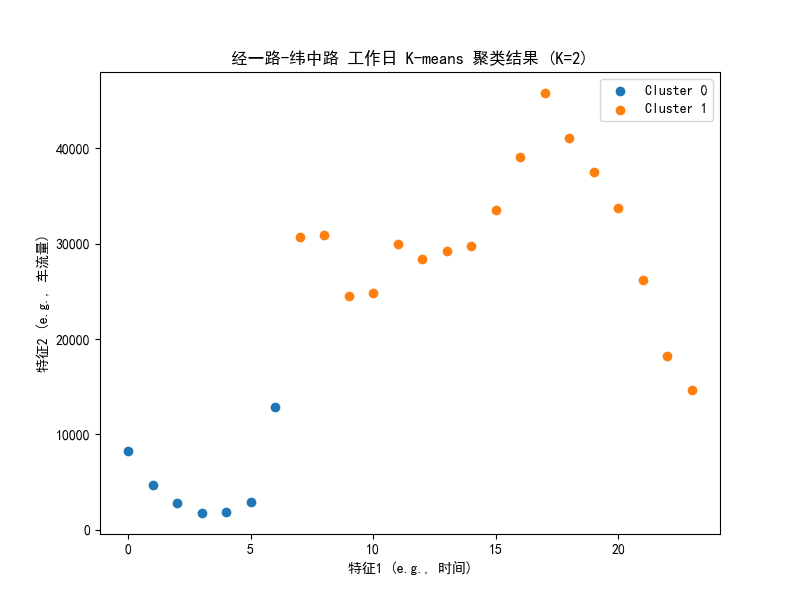 经一路-纬中路 工作日 K-means 聚类结果 (K=2)
Cluster 0
Cluster 1
特征2 (e.g., 车流量)
40000
30000
20000
10000
0
0 5 10 15 20
特征1 (e.g., 时间)